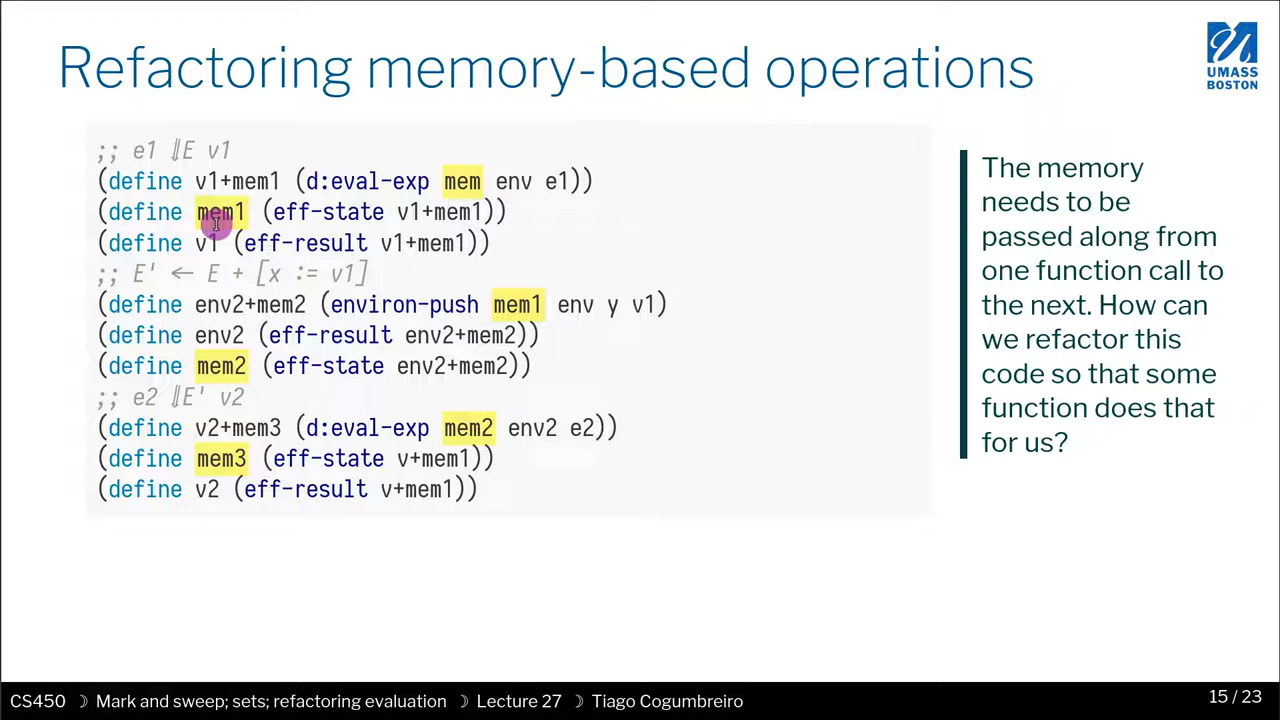 Refactoring memory-based operations
UMASS
BOSTON
;; e1 ⇓E v1
(define v1+mem1 (d:eval-exp mem env e1))
(define mem1 (eff-state v1+mem1))
(define v1 (eff-result v1+mem1))
;; E' ← E + [x := v1]
(define env2+mem2 (environ-push mem1 env y v1)
(define env2 (eff-result env2+mem2))
(define mem2 (eff-state env2+mem2))
;; e2 ⇓E' v2
(define v2+mem3 (d:eval-exp mem2 env2 e2))
(define mem3 (eff-state v+mem1))
(define v2 (eff-result v+mem1))
The memory
needs to be
passed along from
one function call to
the next. How can
we refactor this
code so that some
function does that
for us?
CS450 ☽ Mark and sweep; sets; refactoring evaluation ☽ Lecture 27 ☽ Tiago Cogumbreiro
15 / 23